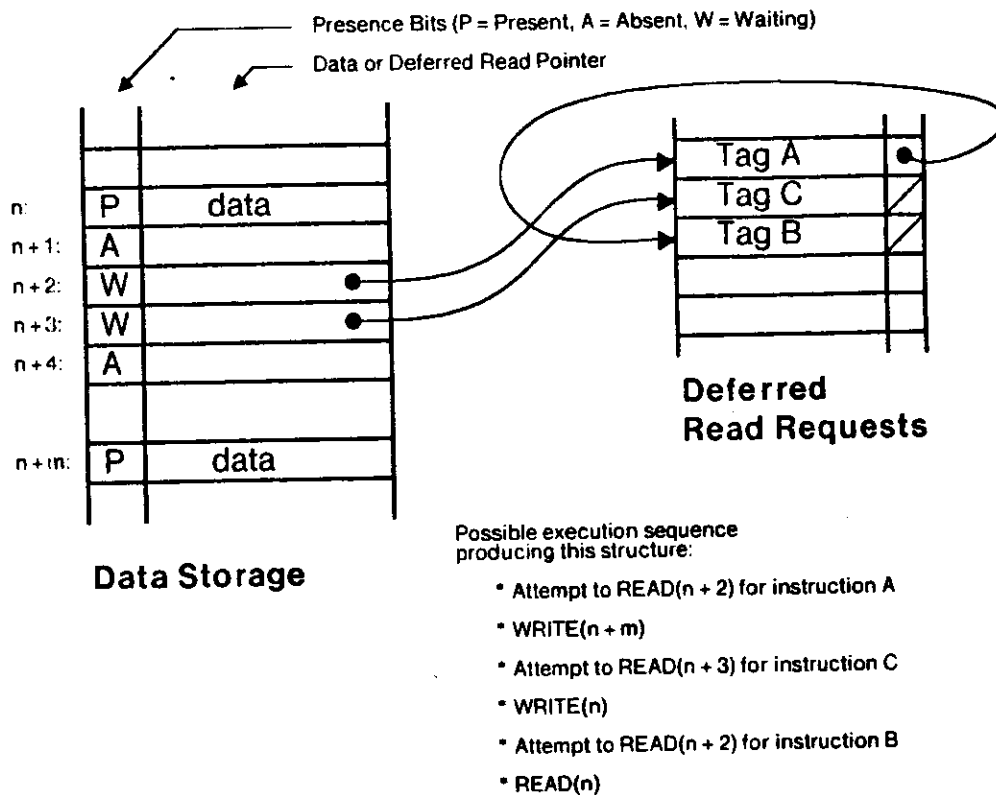 Presence Bits (P = Present, A = Absent, W = Waiting)
Data or Deferred Read Pointer
n: P data
n + 1: A
n + 2: W
n + 3: W
n + 4: A
n + m: P data
Data Storage
Tag A
Tag C
Tag B
Deferred
Read Requests
Possible execution sequence
producing this structure:
* Attempt to READ(n + 2) for instruction A
* WRITE(n + m)
* Attempt to READ(n + 3) for instruction C
* WRITE(n)
* Attempt to READ(n + 2) for instruction B
* READ(n)